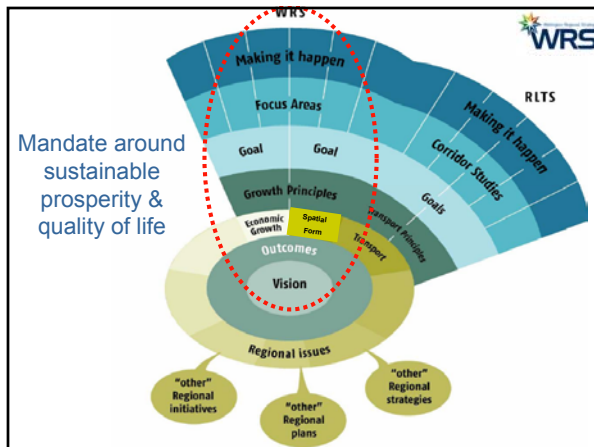 WRS
WRS
Making it happen
RLTS
Focus Areas
Making it happen
Mandate around
sustainable
prosperity &
quality of life
Goal
Goal
Corridor Studies
Goals
Growth Principles
Transport Principles
Economic
Growth
Spatial
Form
Transport
Outcomes
Vision
Regional issues
"other"
Regional
initiatives
"other"
Regional
plans
"other"
Regional
strategies